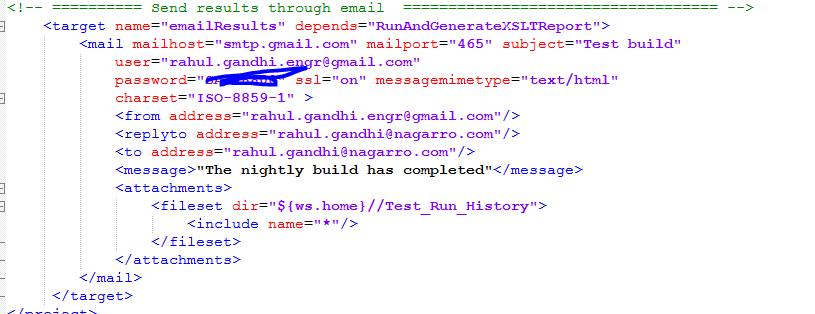 <!-- ========== Send results through email  =================================== -->
<target name="emailResults" depends="RunAndGenerateXSLTReport">
<mail mailhost="smtp.gmail.com" mailport="465" subject="Test build"
user="rahul.gandhi.engr@gmail.com"
password=" " ssl="on" messagemimetype="text/html"
charset="ISO-8859-1" >
<from address="rahul.gandhi.engr@gmail.com"/>
<replyto address="rahul.gandhi@nagarro.com"/>
<to address="rahul.gandhi@nagarro.com"/>
<message>"The nightly build has completed"</message>
<attachments>
<fileset dir="${ws.home}//Test_Run_History">
<include name="*"/>
</fileset>
</attachments>
</mail>
</target>
</project>